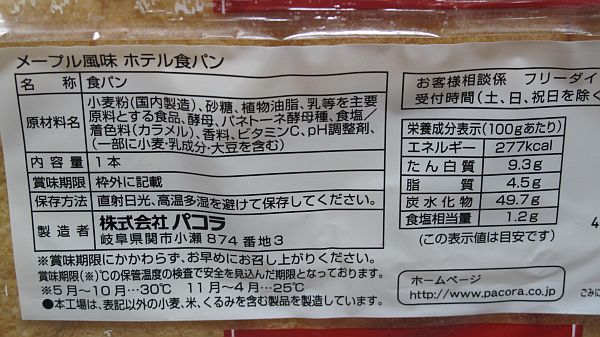 メープル風味 ホテル食パン
名称 食パン
原材料名 小麦粉(国内製造)、砂糖、植物油脂、乳等を主要
原料とする食品、酵母、パネトーネ酵母種、食塩／
着色料(カラメル)、香料、ビタミンC、pH調整剤、
(一部に小麦・乳成分・大豆を含む)
内容量 1本
賞味期限 枠外に記載
保存方法 直射日光、高温多湿を避けて保存してください。
製造者 株式会社 パコラ
岐阜県関市小瀬 874 番地3
※賞味期限にかかわらず、お早めにお召し上がりください。
賞味期限(※)℃の保管温度の検査で安全を見込んだ期限となっております。
※5月～10月…30℃ 11月～4月…25℃
●本工場は、表記以外の小麦、米、くるみを含む製品を製造しています。
お客様相談係 フリーダイ
受付時間(土、日、祝日を除く
栄養成分表示(100gあたり)
エネルギー 277kcal
たん白質 9.3g
脂質 4.5g
炭水化物 49.7g
食塩相当量 1.2g
(この表示値は目安です)
ホームページ
http://www.pacora.co.jp
4
ごみに